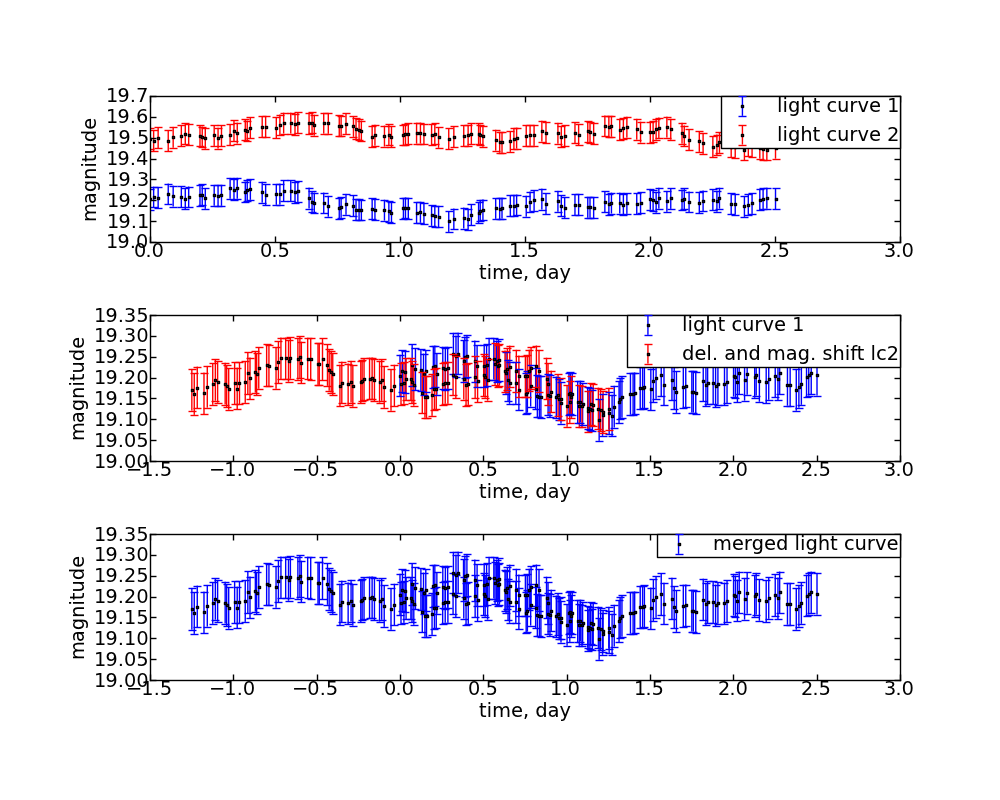 19.7
19.6
19.5
19.4
19.3
19.2
19.1
19.0
magnitude
light curve 1
light curve 2
0.0 0.5 1.0 1.5 2.0 2.5 3.0
time, day
19.35
19.30
19.25
19.20
19.15
19.10
19.05
19.00
magnitude
light curve 1
del. and mag. shift lc2
−1.5 −1.0 −0.5 0.0 0.5 1.0 1.5 2.0 2.5 3.0
time, day
19.35
19.30
19.25
19.20
19.15
19.10
19.05
19.00
magnitude
merged light curve
−1.5 −1.0 −0.5 0.0 0.5 1.0 1.5 2.0 2.5 3.0
time, day